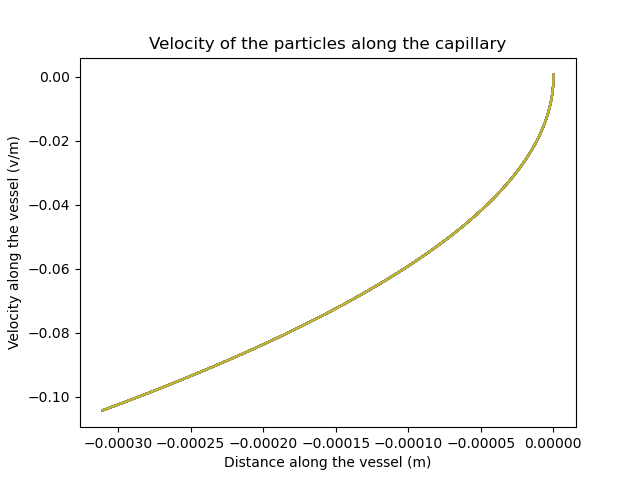 Velocity of the particles along the capillary
Velocity along the vessel (v/m)
0.00
−0.02
−0.04
−0.06
−0.08
−0.10
−0.00030 −0.00025 −0.00020 −0.00015 −0.00010 −0.00005 0.00000
Distance along the vessel (m)